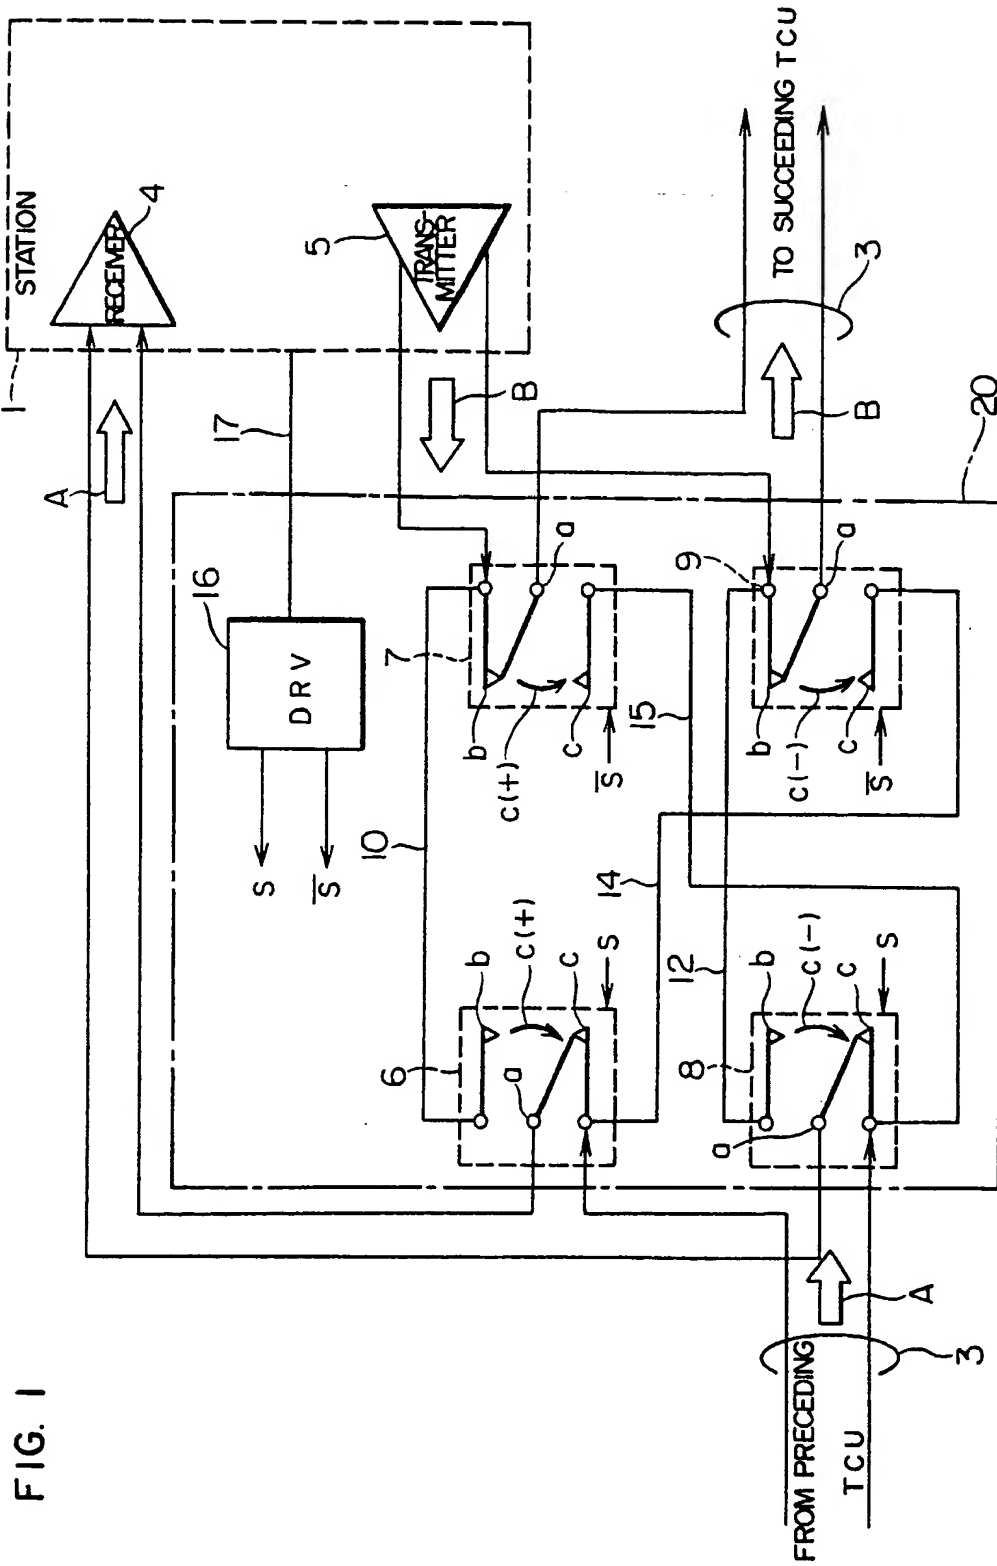 FIG. 1
STATION
1
RECEIVER
4
5
TRANS-
MITTER
A
17
B
16
DRV
S
S̅
10
7
b
a
c(+)
c
S̅
15
TO SUCCEEDING TCU
3
B
20
6
b
a
c(+)
c
S
14
12
9
b
a
c(-)
c
S̅
8
b
a
c(-)
c
S
A
3
FROM PRECEDING
TCU